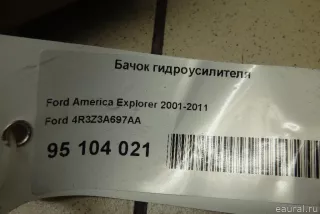 Бачок гидроусилителя
Ford America Explorer 2001-2011
Ford 4R3Z3A697AA
95 104 021
eaural.ru